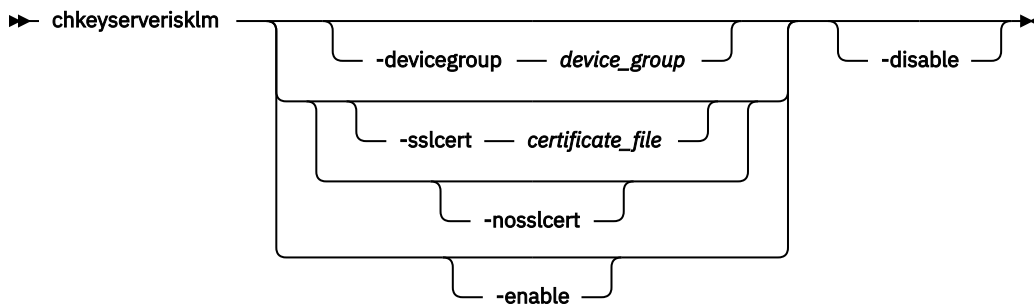 chkeyserverisklm
-devicegroup device_group
-disable
-sslcert certificate_file
-nosslcert
-enable